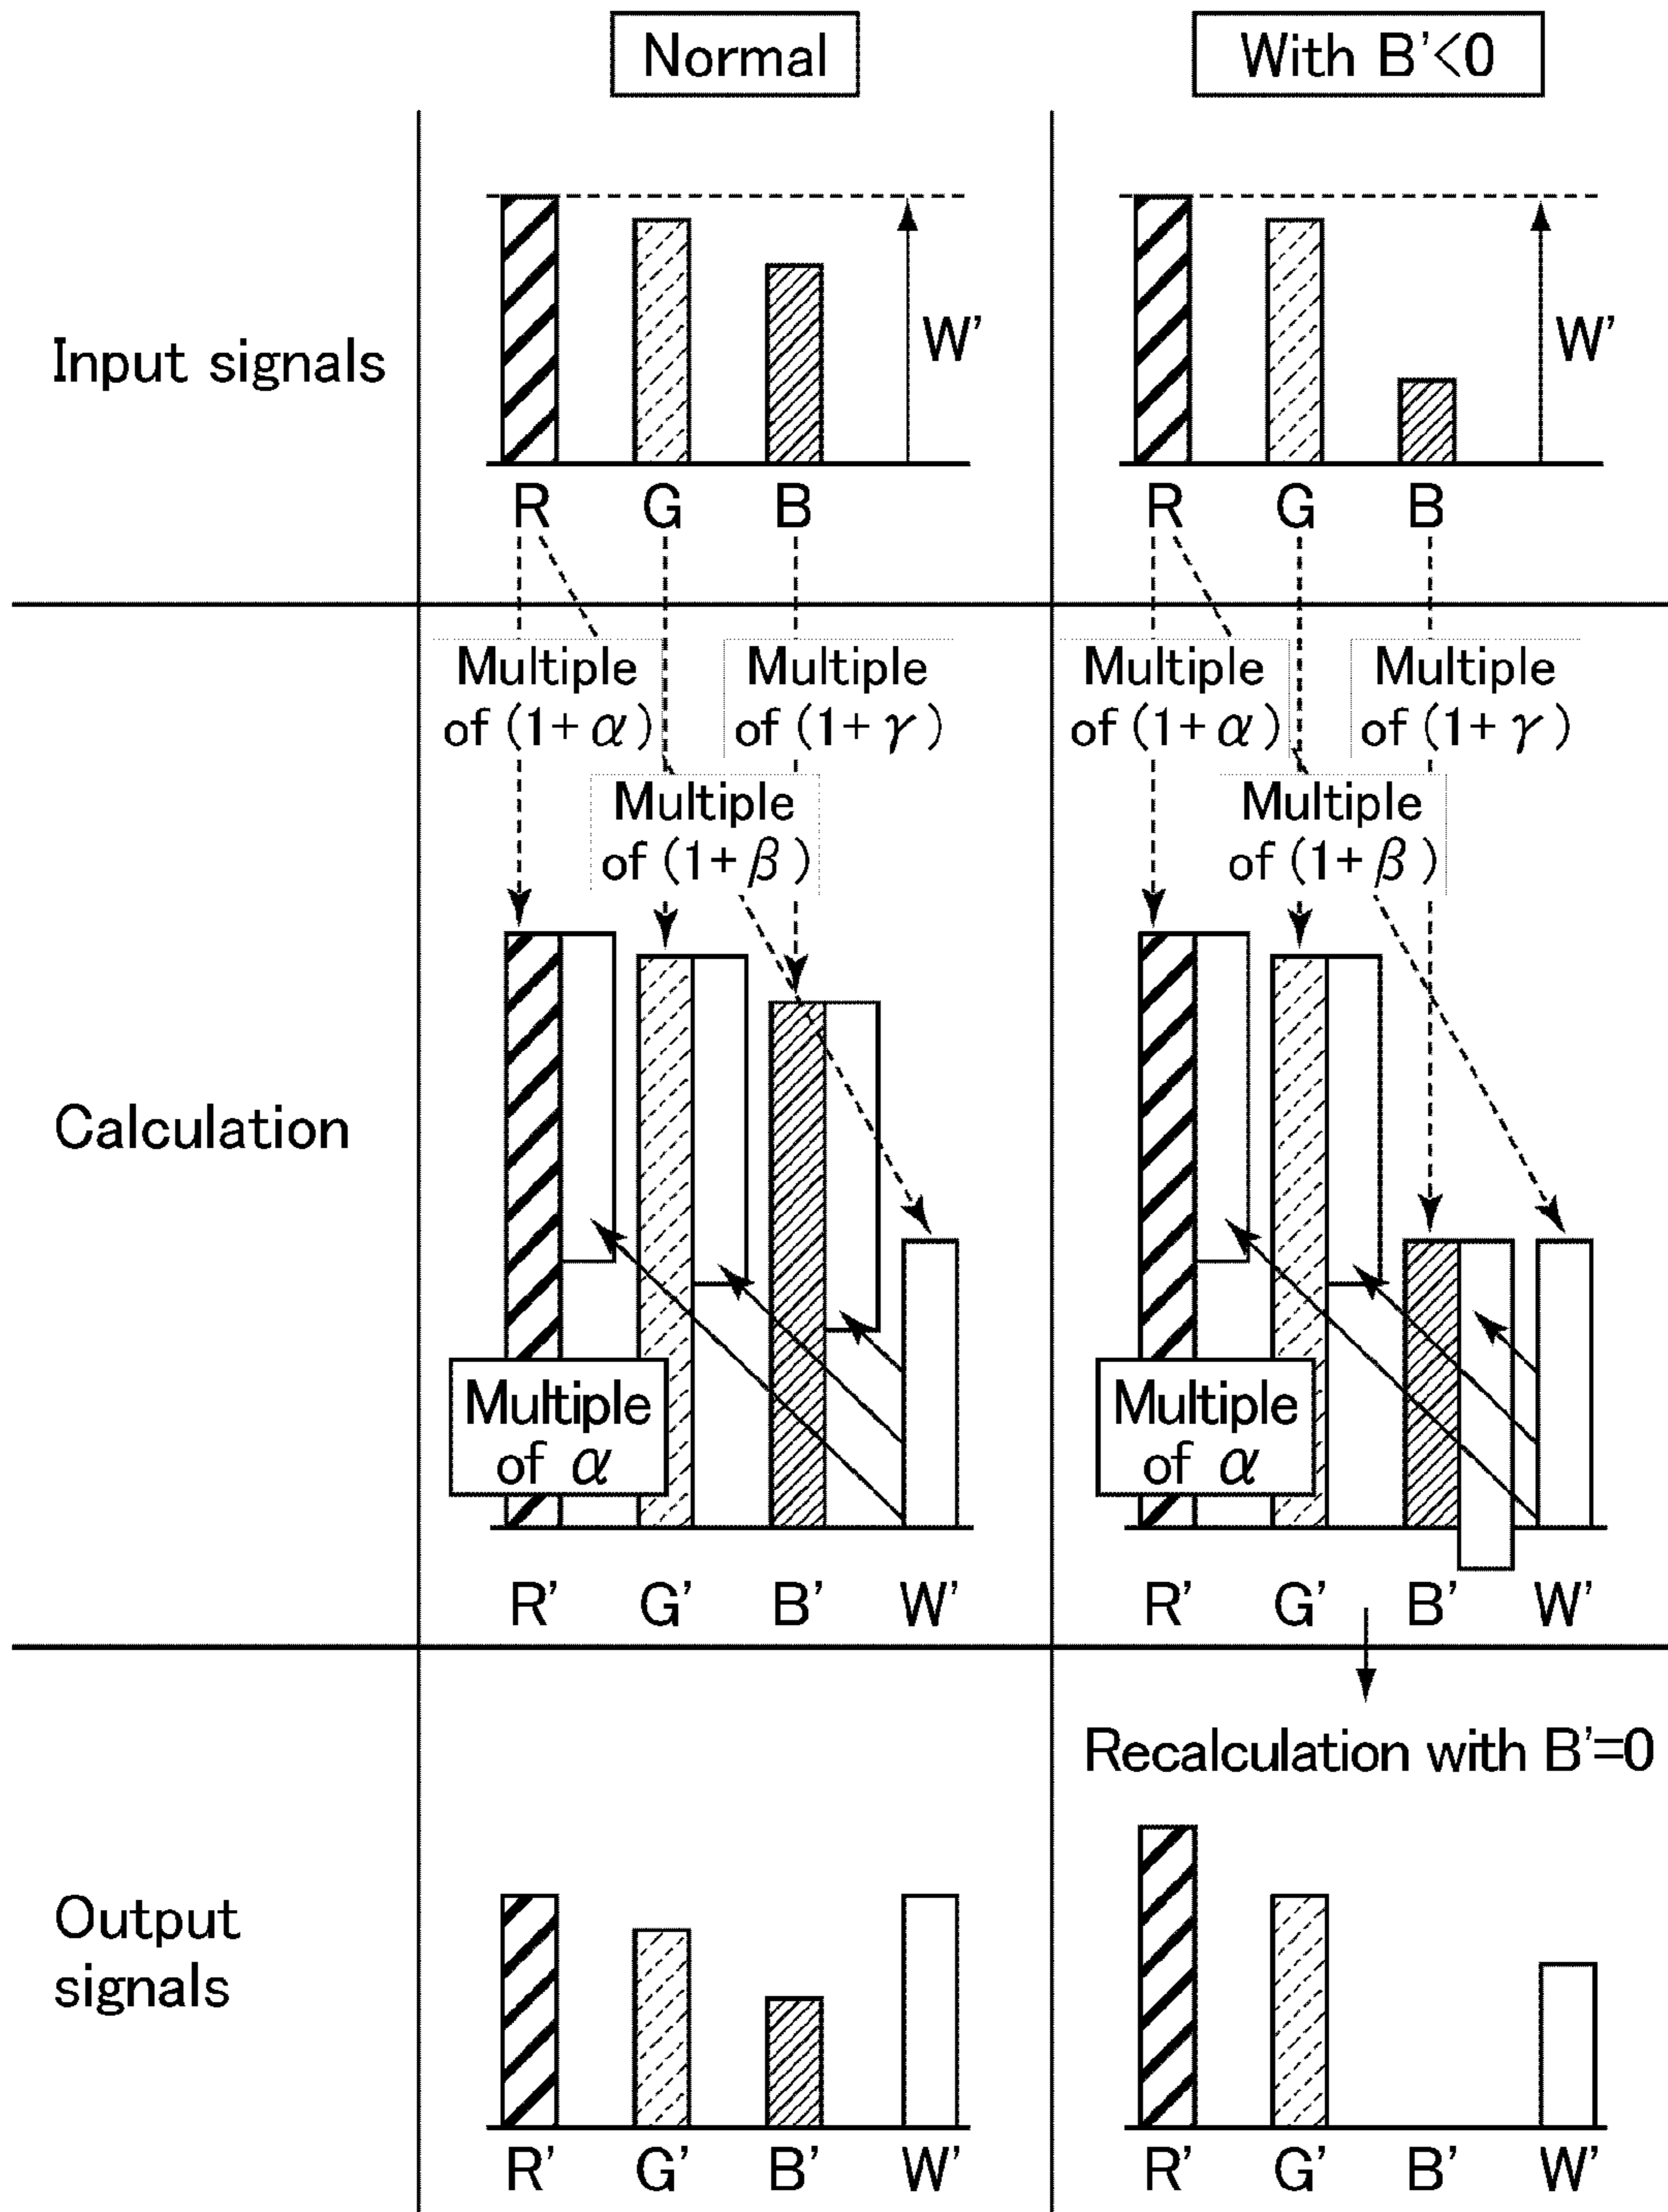 Normal
With B'<0
Input signals
W'
W'
R G B
R G B
Multiple
of (1+α)
Multiple
of (1+γ)
Multiple
of (1+α)
Multiple
of (1+γ)
Multiple
of (1+β)
Multiple
of (1+β)
Calculation
Multiple
of α
Multiple
of α
R' G' B' W'
R' G' B' W'
Recalculation with B'=0
Output
signals
R' G' B' W'
R' G' B' W'